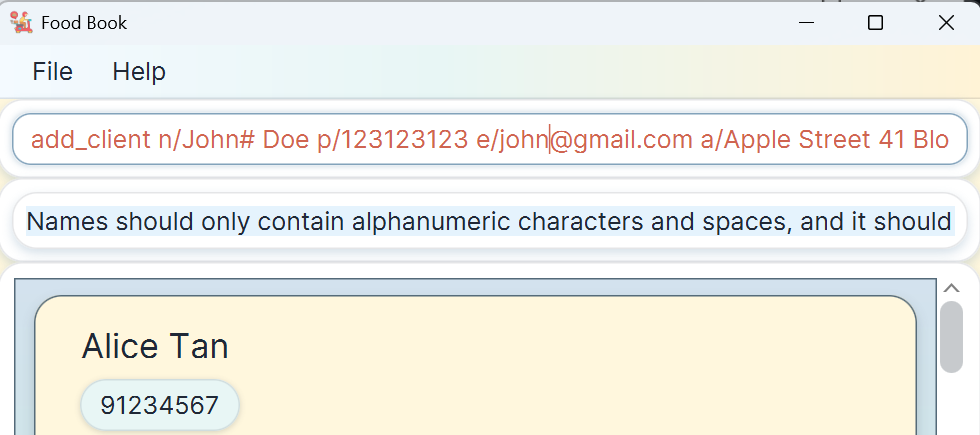 Food Book
File Help
add_client n/John# Doe p/123123123 e/john@gmail.com a/Apple Street 41 Blo
Names should only contain alphanumeric characters and spaces, and it should
Alice Tan
91234567